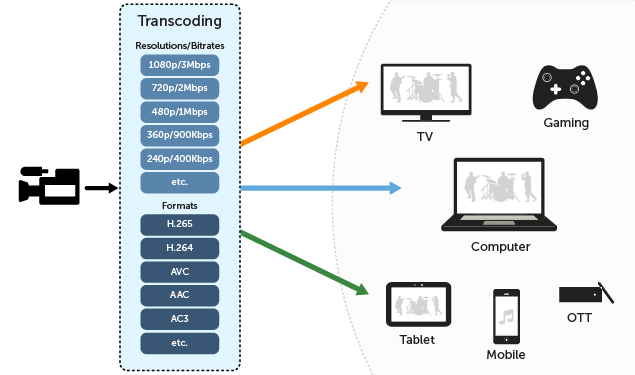 Transcoding
Resolutions/Bitrates
1080p/3Mbps
720p/2Mbps
480p/1Mbps
360p/900Kbps
240p/400Kbps
etc.
Formats
H.265
H.264
AVC
AAC
AC3
etc.
TV
Gaming
Computer
Tablet
Mobile
OTT